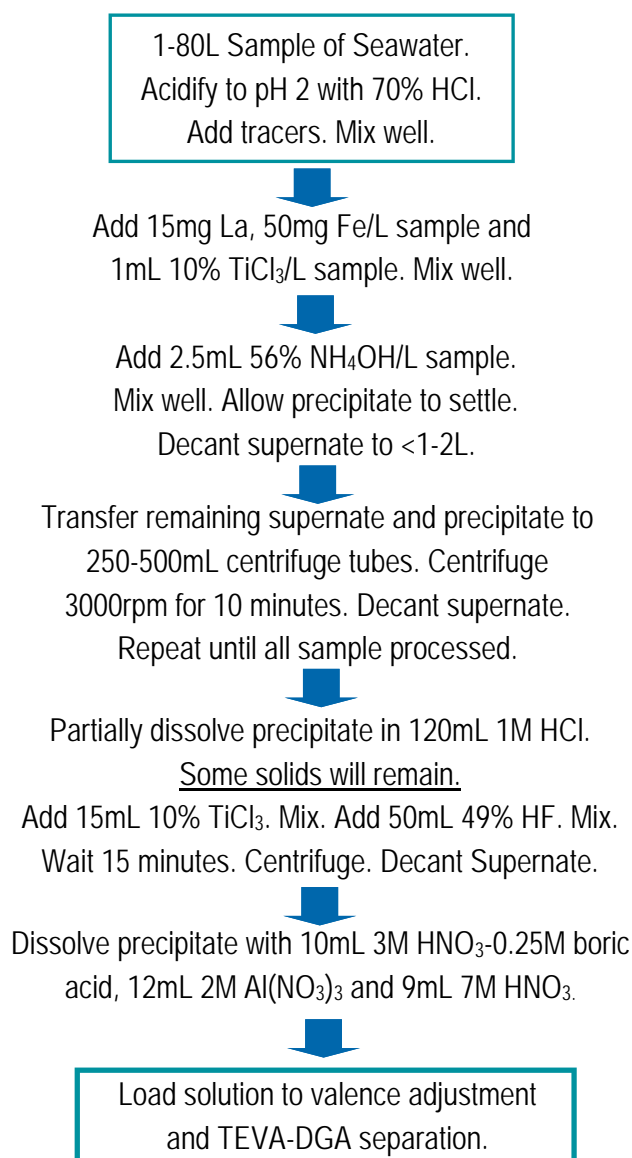 1-80L Sample of Seawater.
Acidify to pH 2 with 70% HCl.
Add tracers. Mix well.
Add 15mg La, 50mg Fe/L sample and
1mL 10% TiCl₃/L sample. Mix well.
Add 2.5mL 56% NH₄OH/L sample.
Mix well. Allow precipitate to settle.
Decant supernate to <1-2L.
Transfer remaining supernate and precipitate to
250-500mL centrifuge tubes. Centrifuge
3000rpm for 10 minutes. Decant supernate.
Repeat until all sample processed.
Partially dissolve precipitate in 120mL 1M HCl.
Some solids will remain.
Add 15mL 10% TiCl₃. Mix. Add 50mL 49% HF. Mix.
Wait 15 minutes. Centrifuge. Decant Supernate.
Dissolve precipitate with 10mL 3M HNO₃-0.25M boric
acid, 12mL 2M Al(NO₃)₃ and 9mL 7M HNO₃.
Load solution to valence adjustment
and TEVA-DGA separation.